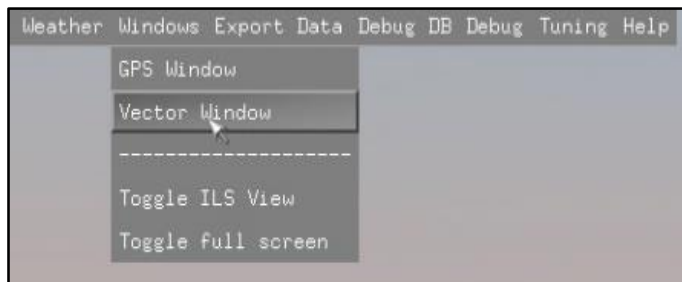 Weather Windows Export Data Debug DB Debug Tuning Help
GPS Window
Vector Window
--------------------
Toggle ILS View
Toggle full screen